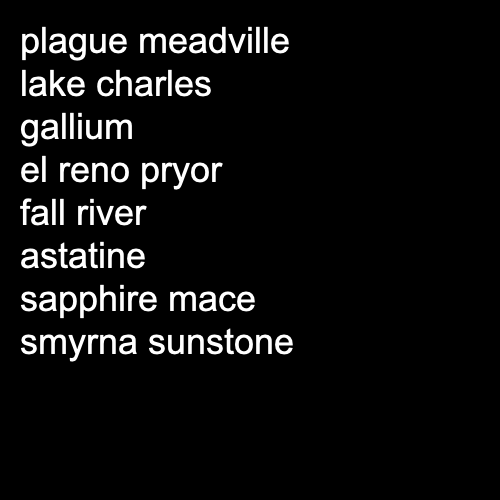 plague meadville
lake charles
gallium
el reno pryor
fall river
astatine
sapphire mace
smyrna sunstone